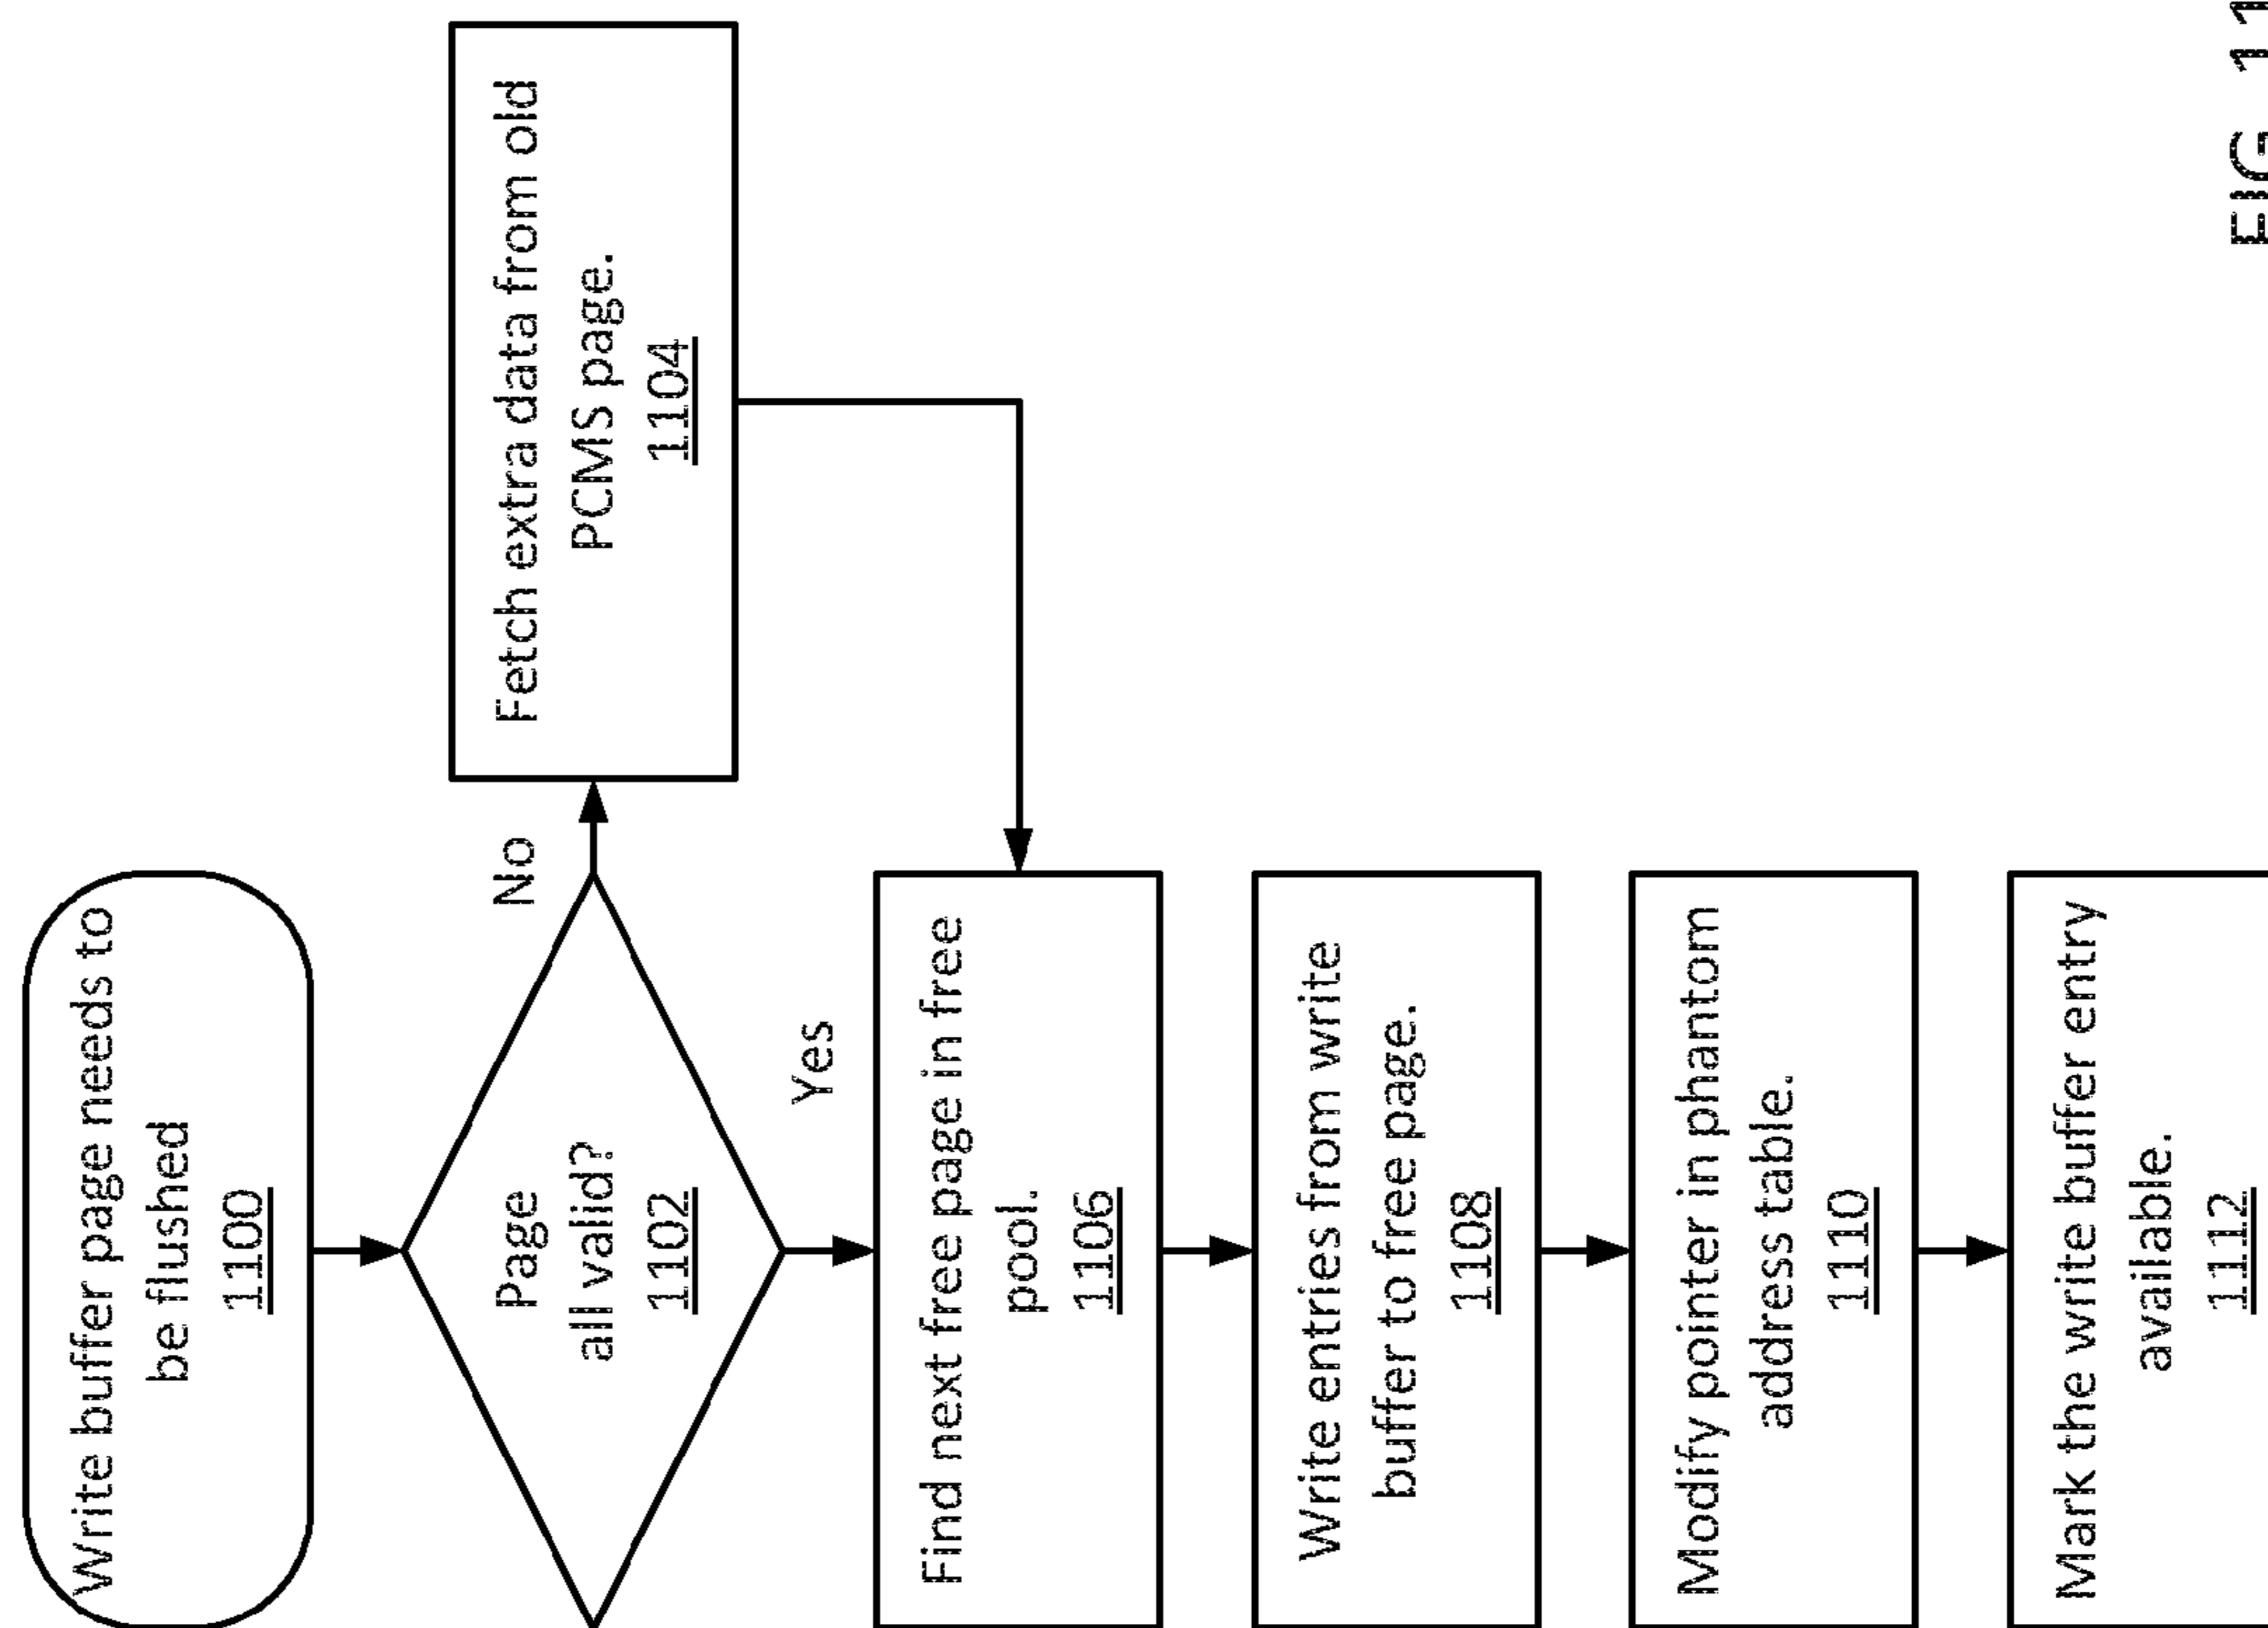 Write buffer page needs to
be flushed
1100
Page
all valid?
1102
No
Fetch extra data from old
PCMS page.
1104
Yes
Find next free page in free
pool.
1106
Write entries from write
buffer to free page.
1108
Modify pointer in phantom
address table.
1110
Mark the write buffer entry
available.
1112
FIG. 11